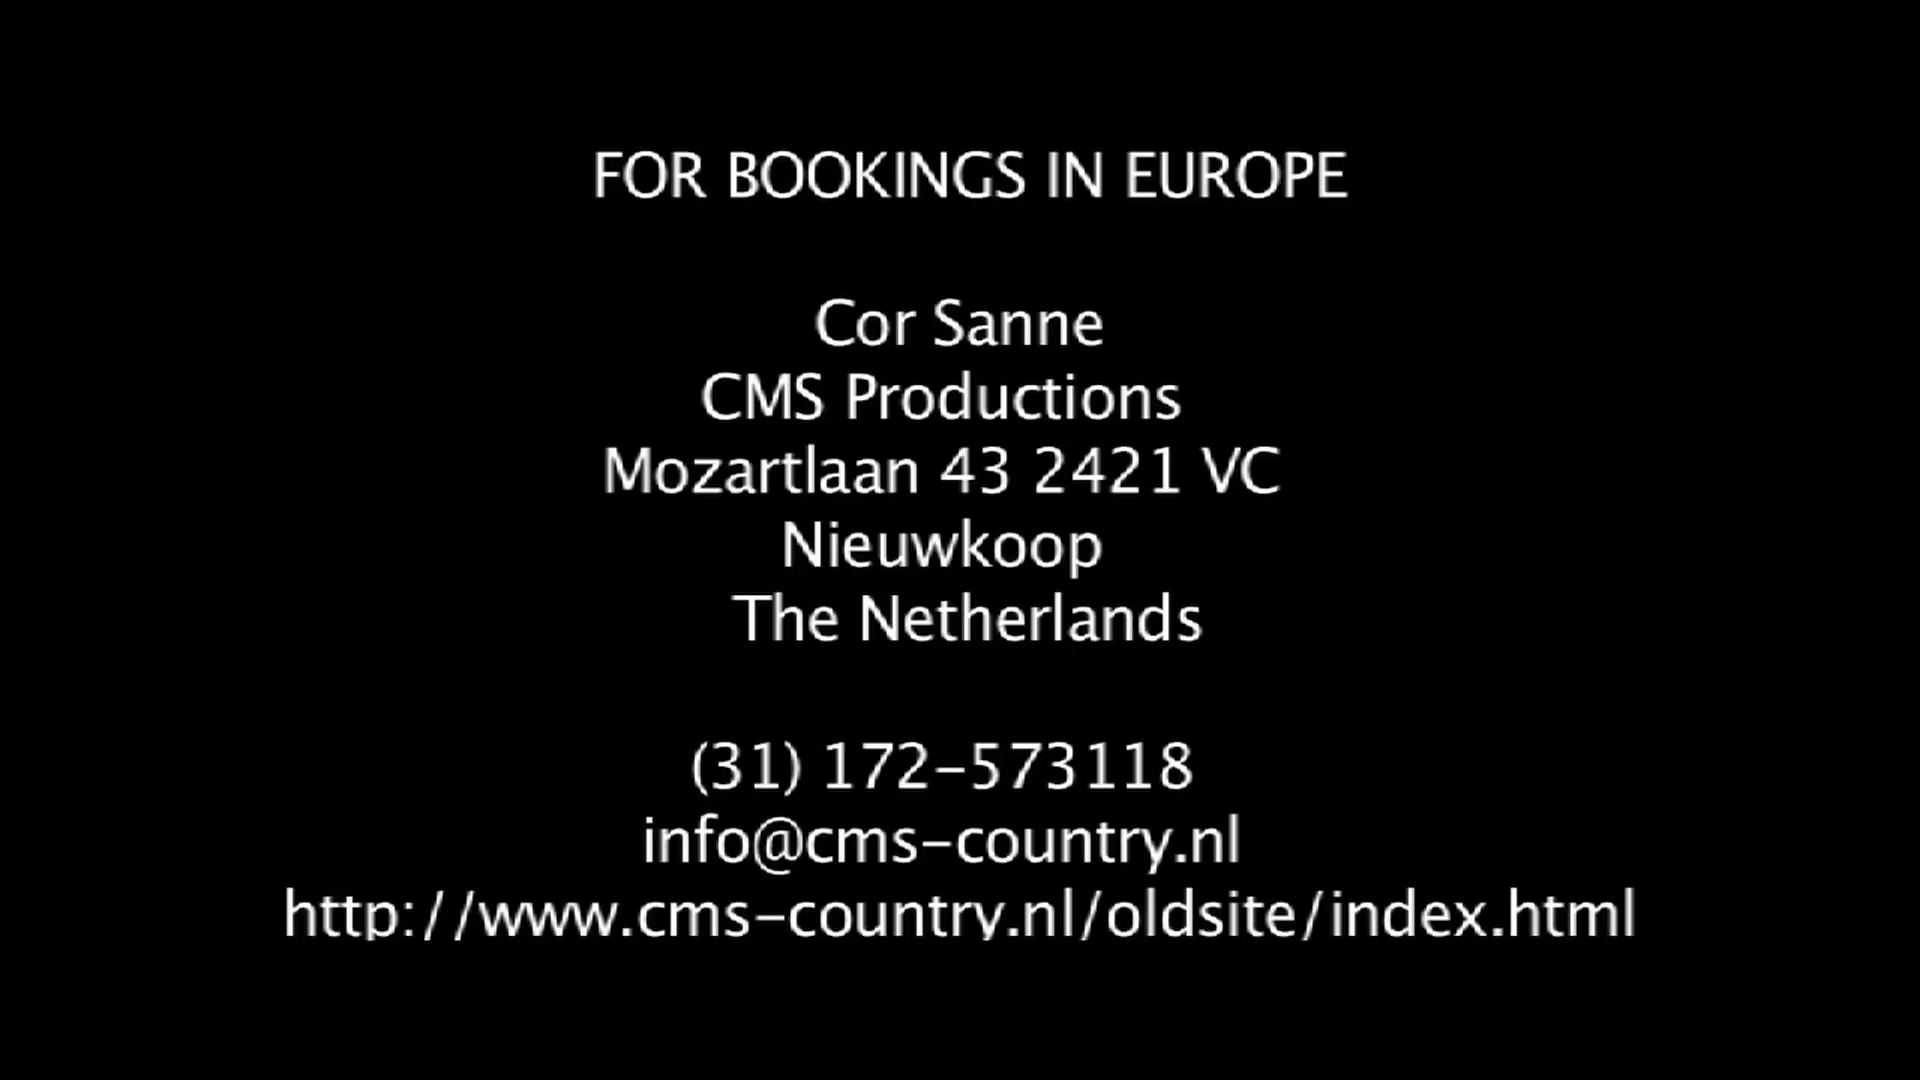 FOR BOOKINGS IN EUROPE
Cor Sanne
CMS Productions
Mozartlaan 43 2421 VC
Nieuwkoop
The Netherlands
(31) 172-573118
info@cms-country.nl
http://www.cms-country.nl/oldsite/index.html